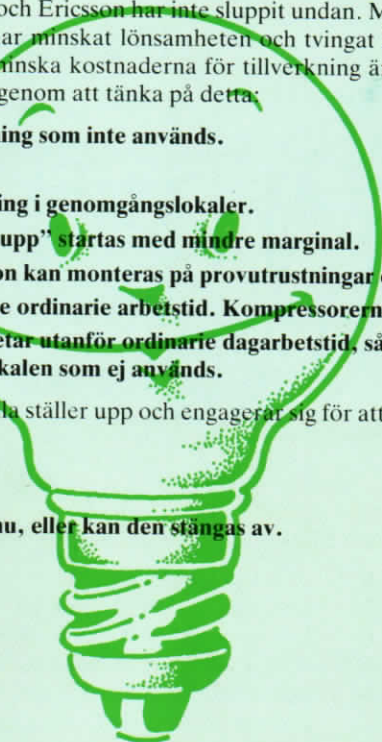 och Ericsson har inte sluppit undan. M
ar minskat lönsamheten och tvingat
inska kostnaderna för tillverkning ä
genom att tänka på detta:
ning som inte används.
ing i genomgångslokaler.
upp” startas med mindre marginal.
on kan monteras på provutrustningar
e ordinarie arbetstid. Kompressorern
etar utanför ordinarie dagarbetstid, så
kalen som ej används.
la ställer upp och engagerar sig för att
nu, eller kan den stängas av.